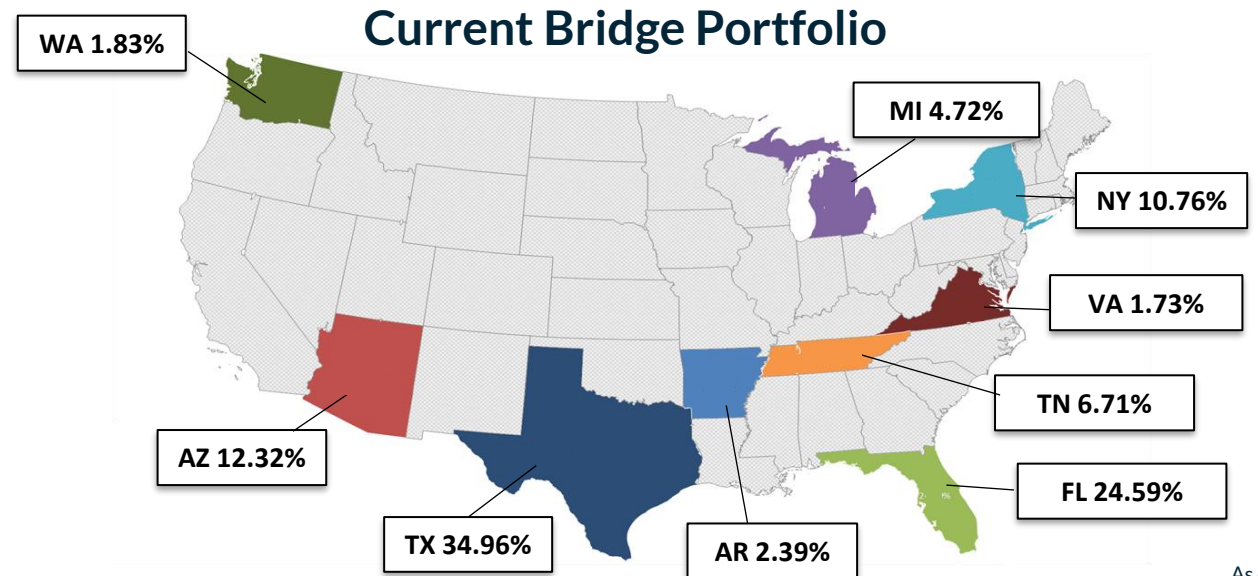 Current Bridge Portfolio
WA 1.83%
MI 4.72%
NY 10.76%
VA 1.73%
TN 6.71%
AZ 12.32%
FL 24.59%
TX 34.96%
AR 2.39%
As